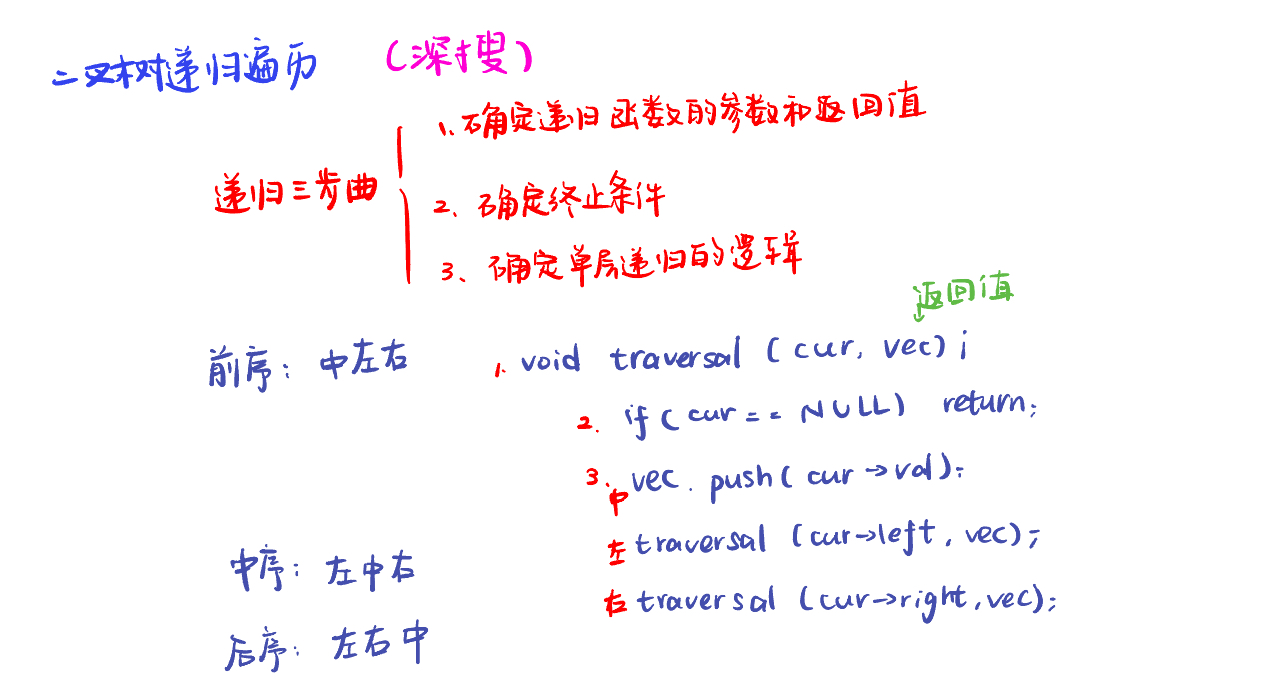 二叉树递归遍历 (深搜)
递归三步曲
1、确定递归函数的参数和返回值
2、确定终止条件
3、确定单层递归的逻辑
返回值
前序: 中左右
1. void traversal (cur, vec) ;
2. if (cur == NULL) return;
3. 中 vec. push(cur->val);
左 traversal (cur->left, vec);
右 traversal (cur->right, vec);
中序: 左中右
后序: 左右中